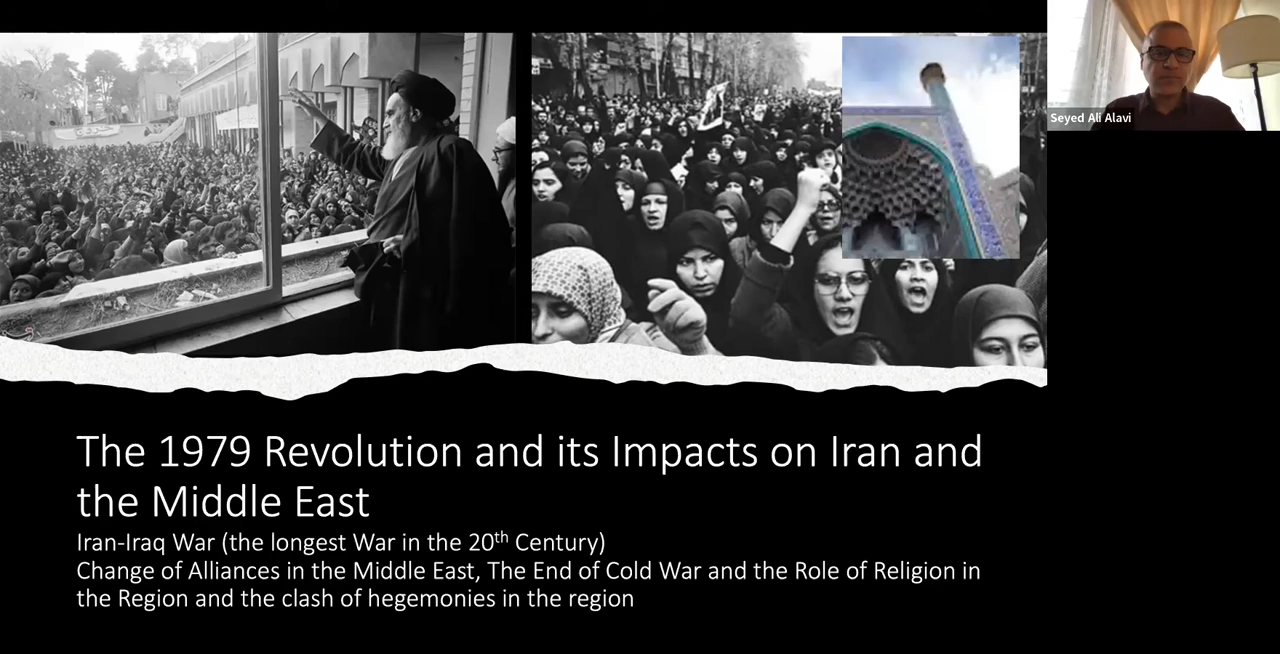 Seyed Ali Alavi
The 1979 Revolution and its Impacts on Iran and
the Middle East
Iran-Iraq War (the longest War in the 20th Century)
Change of Alliances in the Middle East, The End of Cold War and the Role of Religion in
the Region and the clash of hegemonies in the region